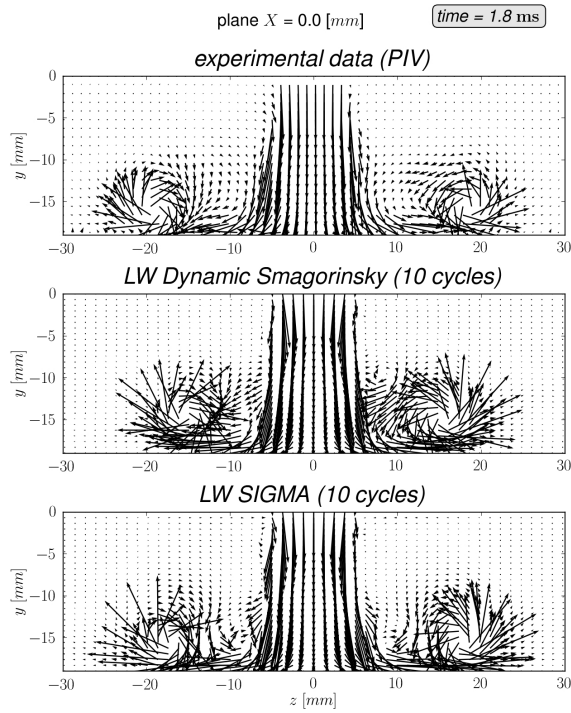 plane X = 0.0 [mm]
time = 1.8 ms
experimental data (PIV)
0
−5
−10
−15
y [mm]
−30 −20 −10 0 10 20 30
LW Dynamic Smagorinsky (10 cycles)
0
−5
−10
−15
y [mm]
−30 −20 −10 0 10 20 30
LW SIGMA (10 cycles)
0
−5
−10
−15
y [mm]
−30 −20 −10 0 10 20 30
z [mm]